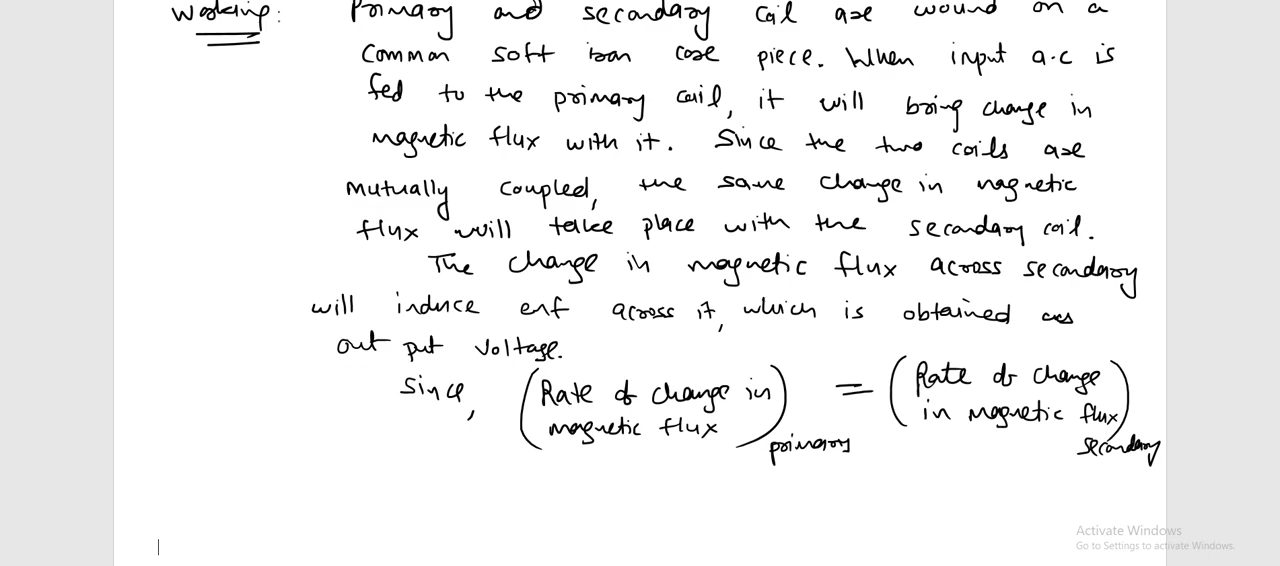 Working: Primary and secondary coil are wound on a
common soft iron core piece. When input a.c is
fed to the primary coil, it will bring change in
magnetic flux with it. Since the two coils are
mutually coupled, the same change in magnetic
flux will take place with the secondary coil.
The change in magnetic flux across secondary
will induce emf across it, which is obtained as
out put voltage.
Since, (Rate of change in magnetic flux) primary = (Rate of change in magnetic flux) secondary
Activate Windows
Go to Settings to activate Windows.